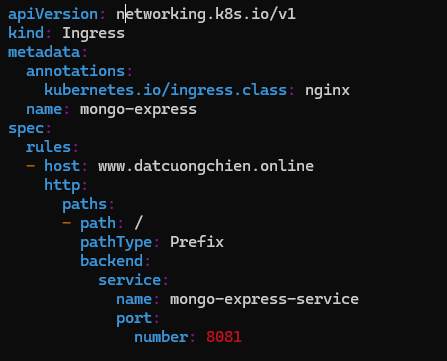 apiVersion: networking.k8s.io/v1
kind: Ingress
metadata:
  annotations:
    kubernetes.io/ingress.class: nginx
  name: mongo-express
spec:
  rules:
  - host: www.datcuongchien.online
    http:
      paths:
      - path: /
        pathType: Prefix
        backend:
          service:
            name: mongo-express-service
            port:
              number: 8081